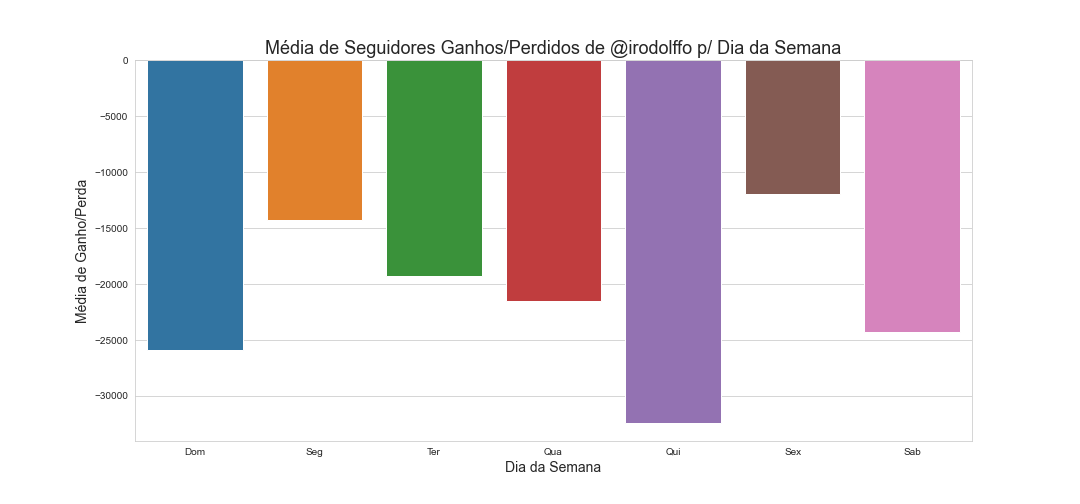 Média de Seguidores Ganhos/Perdidos de @irodolffo p/ Dia da Semana
Média de Ganho/Perda
0
−5000
−10000
−15000
−20000
−25000
−30000
Dom Seg Ter Qua Qui Sex Sab
Dia da Semana